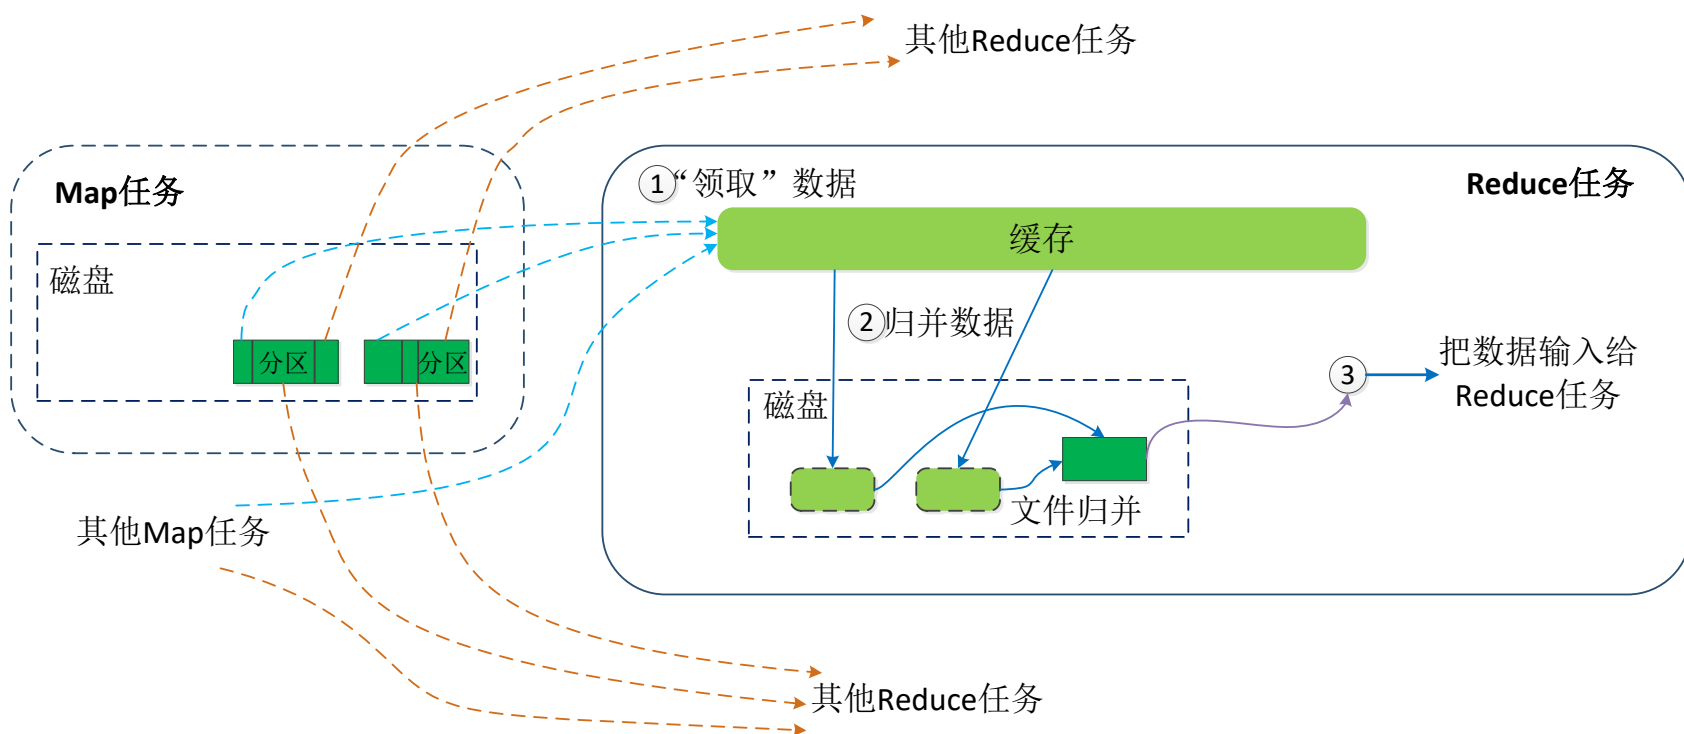 其他Reduce任务
Map任务
磁盘
分区
分区
其他Map任务
Reduce任务
1“领取”数据
缓存
2归并数据
磁盘
文件归并
3
把数据输入给
Reduce任务
其他Reduce任务